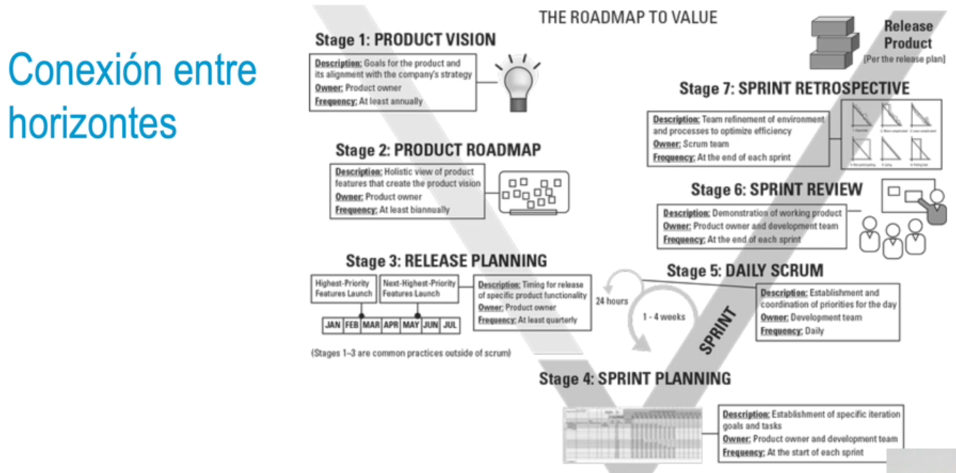 Conexión entre
horizontes
THE ROADMAP TO VALUE
Stage 1: PRODUCT VISION
Description: Goals for the product and
its alignment with the company's strategy
Owner: Product owner
Frequency: At least annually
Stage 2: PRODUCT ROADMAP
Description: Holistic view of product
features that create the product vision
Owner: Product owner
Frequency: At least biannually
Stage 3: RELEASE PLANNING
Highest-Priority
Features Launch
Next-Highest-Priority
Features Launch
JAN FEB MAR APR MAY JUN JUL
Description: Timing for release
of specific product functionality
Owner: Product owner
Frequency: At least quarterly
(Stages 1–3 are common practices outside of scrum)
Stage 4: SPRINT PLANNING
Description: Establishment of specific iteration
goals and tasks
Owner: Product owner and development team
Frequency: At the start of each sprint
24 hours
1 - 4 weeks
SPRINT
Stage 5: DAILY SCRUM
Description: Establishment and
coordination of priorities for the day
Owner: Development team
Frequency: Daily
Stage 6: SPRINT REVIEW
Description: Demonstration of working product
Owner: Product owner and development team
Frequency: At the end of each sprint
Stage 7: SPRINT RETROSPECTIVE
Description: Team refinement of environment
and processes to optimize efficiency
Owner: Scrum team
Frequency: At the end of each sprint
Release
Product
[Per the release plan]